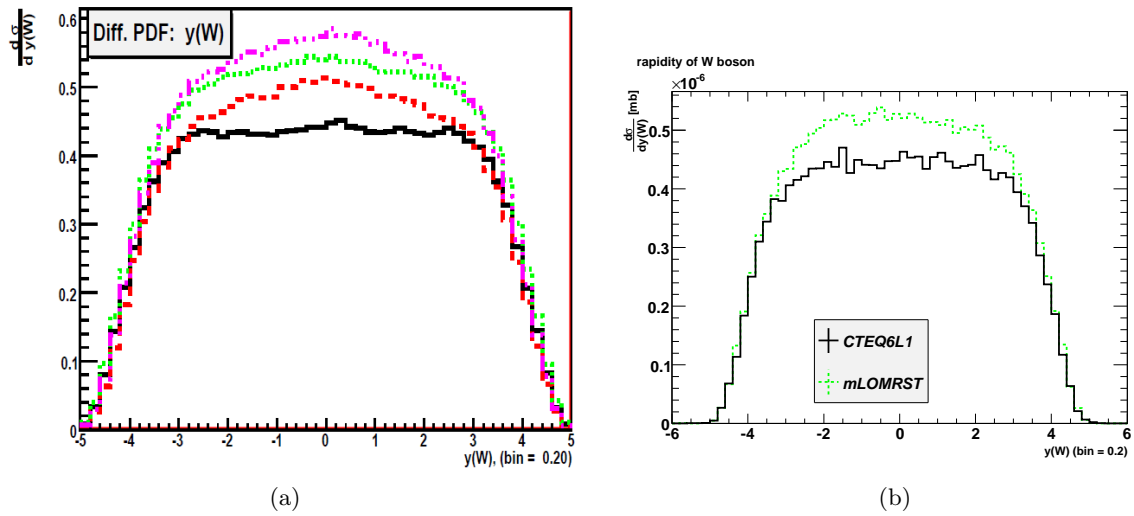 dσ
d y(W)
Diff. PDF: y(W)
0.6
0.5
0.4
0.3
0.2
0.1
0
-5 -4 -3 -2 -1 0 1 2 3 4 5
y(W), (bin = 0.20)
(a)
rapidity of W boson
×10⁻⁶
dσ
dy(W) [mb]
0.5
0.4
0.3
0.2
0.1
0
CTEQ6L1
mLOMRST
-6 -4 -2 0 2 4 6
y(W) (bin = 0.2)
(b)